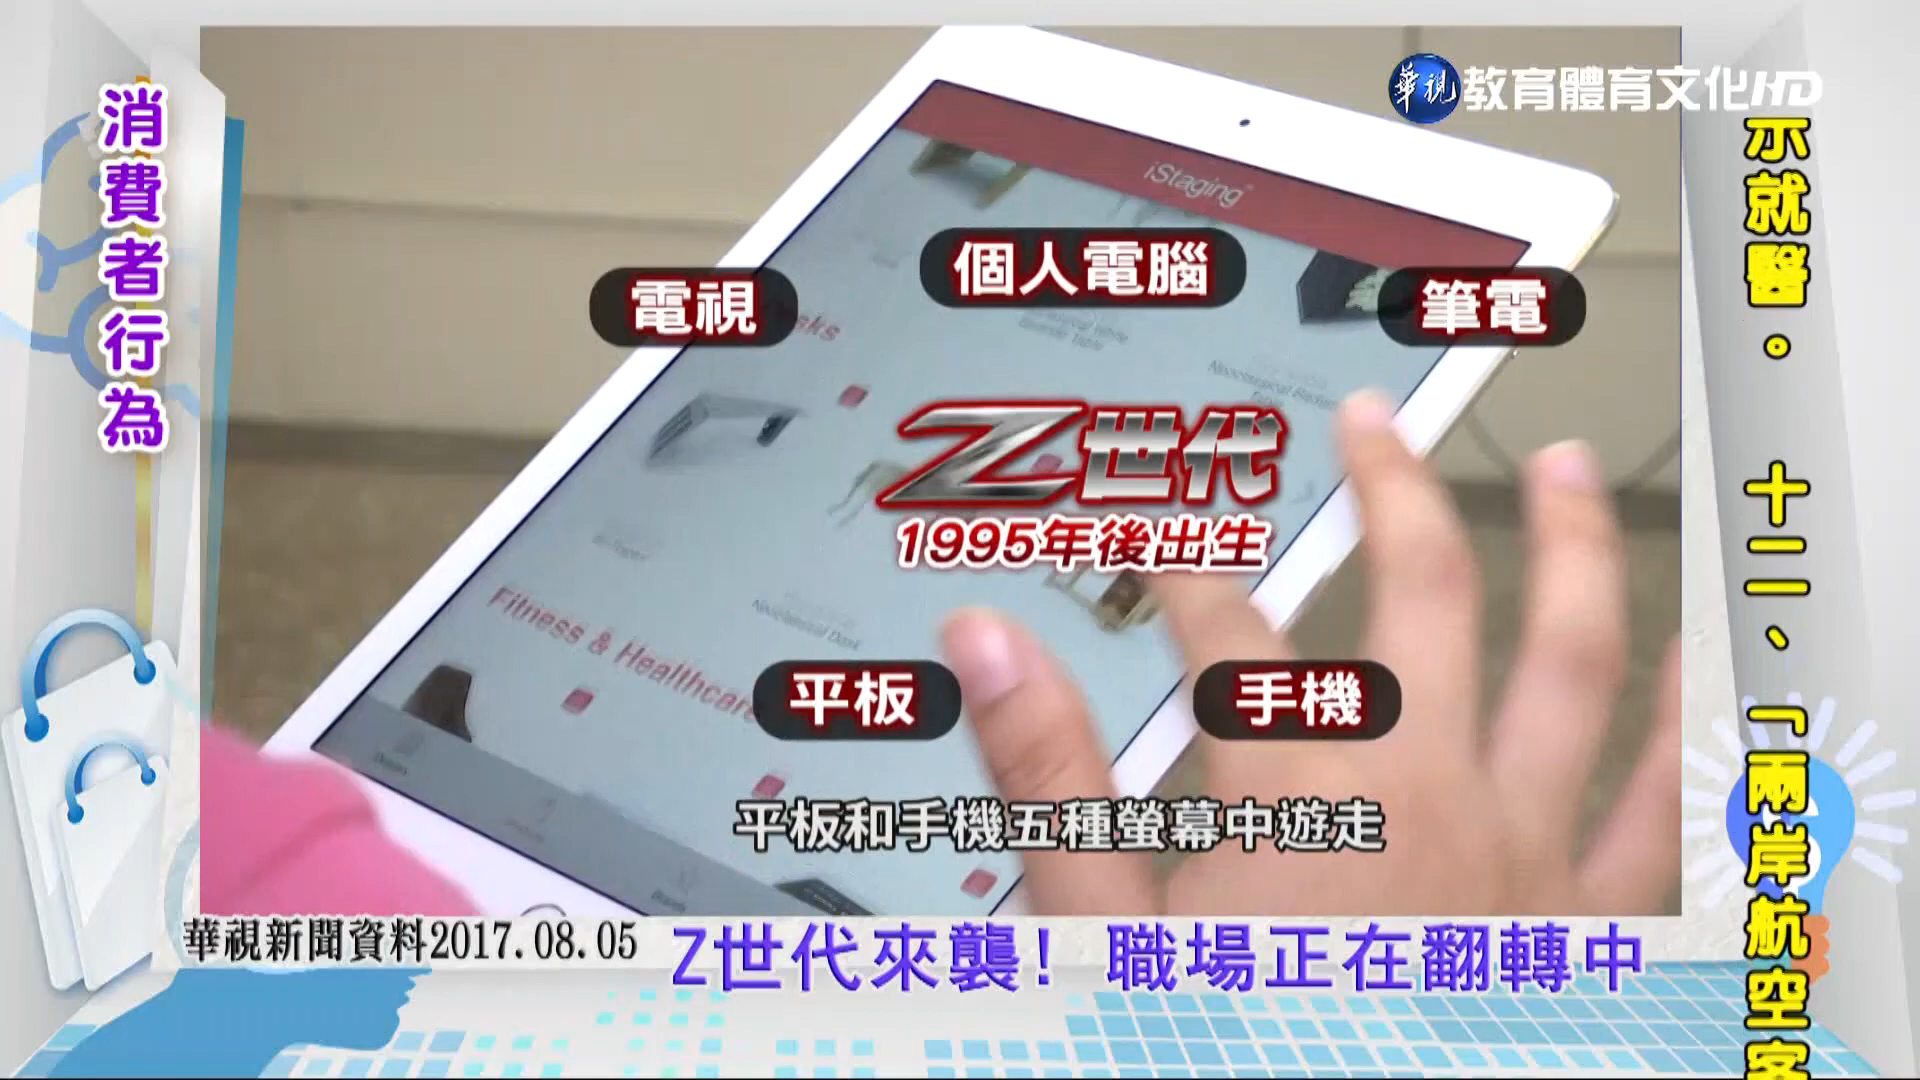 消費者行為
華視 教育體育文化HD
示就醫。 十二、「兩岸航空客
iStaging
電視
個人電腦
筆電
Z世代
1995年後出生
Fitness & Healthcare
平板
手機
平板和手機五種螢幕中遊走
華視新聞資料2017.08.05
Z世代來襲! 職場正在翻轉中